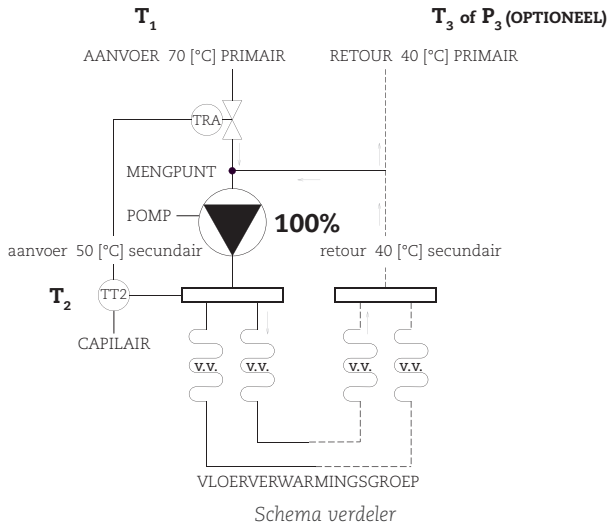 T1 T3 of P3 (OPTIONEEL)
AANVOER 70 [°C] PRIMAIR RETOUR 40 [°C] PRIMAIR
TRA
MENGPUNT
POMP 100%
aanvoer 50 [°C] secundair retour 40 [°C] secundair
T2 TT2
CAPILAIR
v.v. v.v. v.v. v.v.
VLOERVERWARMINGSGROEP
Schema verdeler